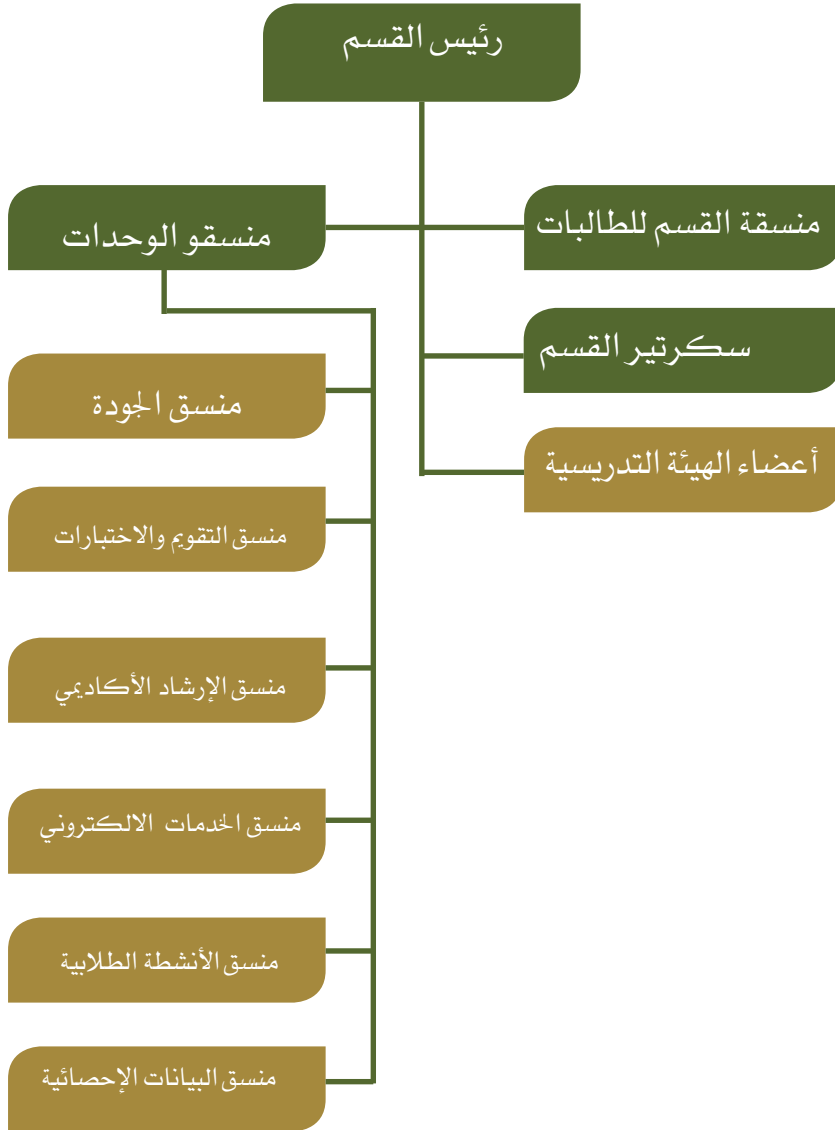 رئيس القسم
منسقة القسم للطالبات
منسقو الوحدات
سكرتير القسم
أعضاء الهيئة التدريسية
منسق الجودة
منسق التقويم والاختبارات
منسق الإرشاد الأكاديمي
منسق الخدمات الالكتروني
منسق الأنشطة الطلابية
منسق البيانات الإحصائية